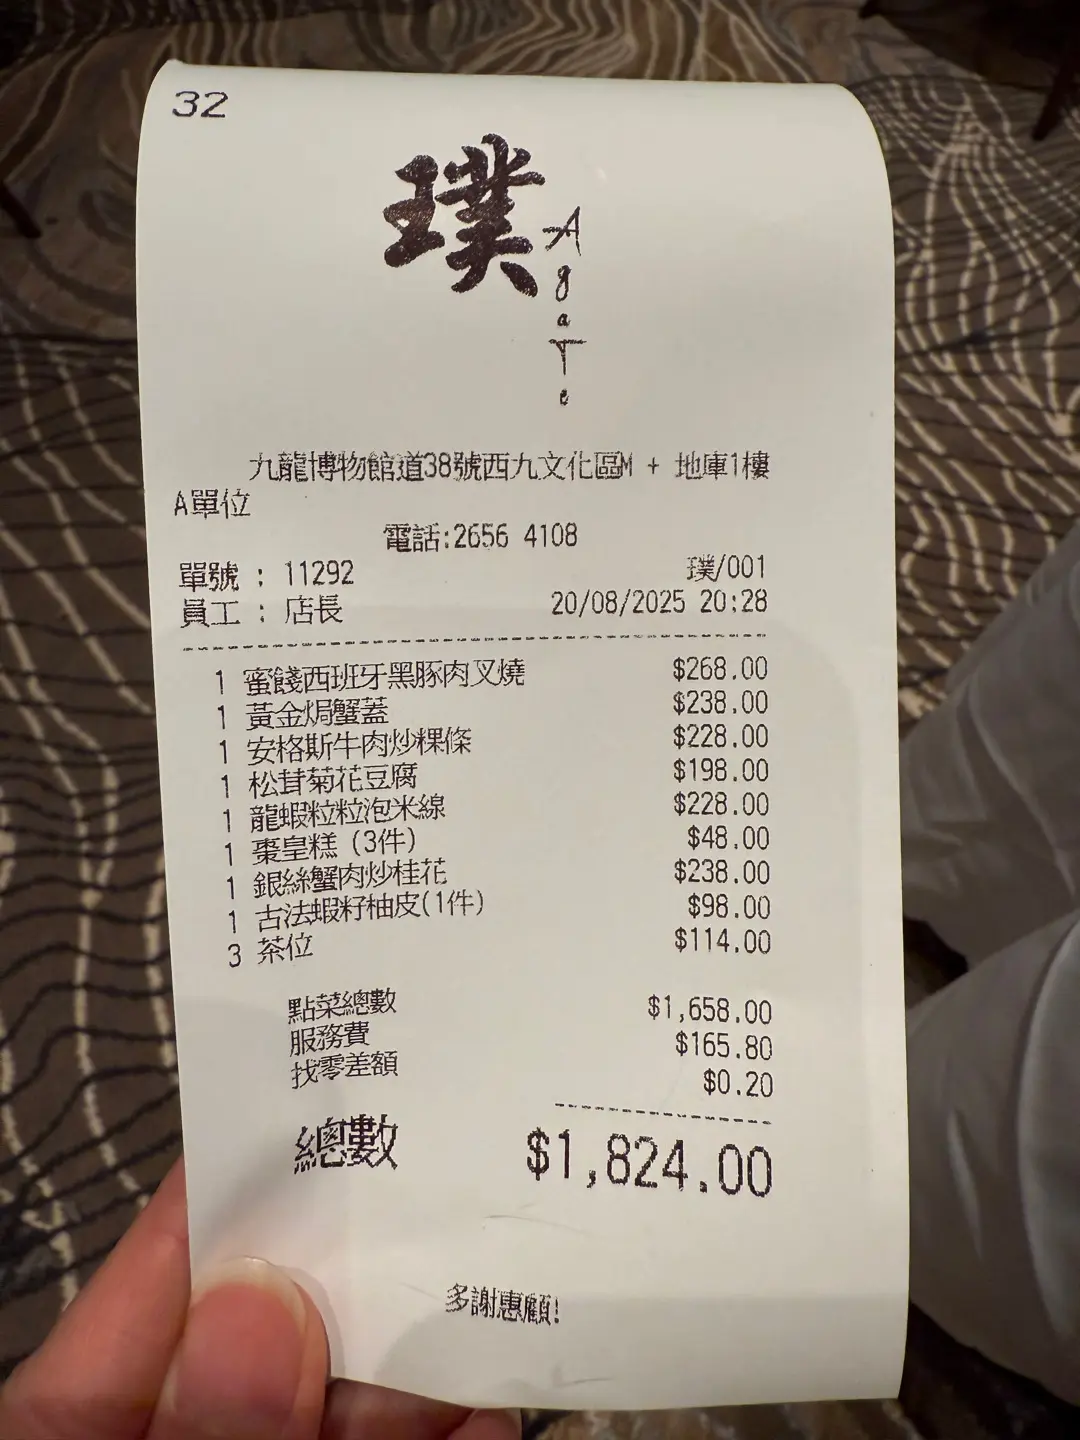 32
璞
AgaTe
九龍博物館道38號西九文化區M + 地庫1樓
A單位
電話:2656 4108
單號 : 11292 璞/001
員工 : 店長 20/08/2025 20:28
1 蜜餞西班牙黑豚肉叉燒 $268.00
1 黃金焗蟹蓋 $238.00
1 安格斯牛肉炒粿條 $228.00
1 松茸菊花豆腐 $198.00
1 龍蝦粒粒泡米線 $228.00
1 棗皇糕 (3件) $48.00
1 銀絲蟹肉炒桂花 $238.00
1 古法蝦籽柚皮(1件) $98.00
3 茶位 $114.00
點菜總數 $1,658.00
服務費 $165.80
找零差額 $0.20
總數 $1,824.00
多謝惠顧!